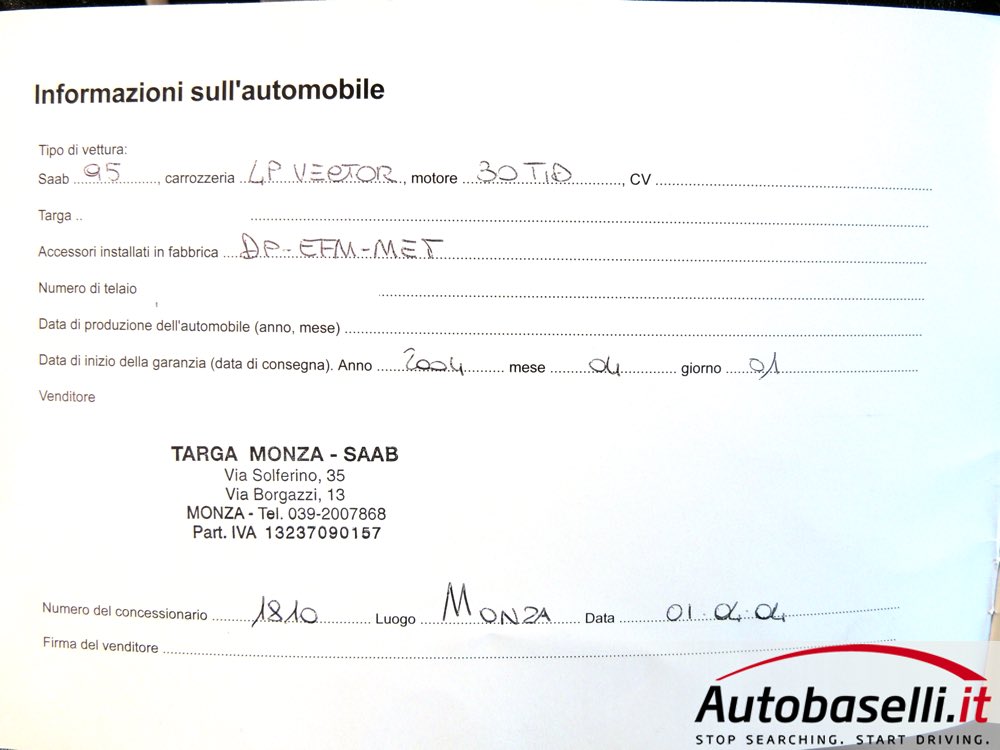 Informazioni sull'automobile
Tipo di vettura:
Saab 95, carrozzeria 4P VECTOR, motore 30 TiD, CV
Targa
Accessori installati in fabbrica DP-EFM-MET
Numero di telaio
Data di produzione dell'automobile (anno, mese)
Data di inizio della garanzia (data di consegna). Anno 2004 mese 04 giorno 01
Venditore
TARGA MONZA - SAAB
Via Solferino, 35
Via Borgazzi, 13
MONZA - Tel. 039-2007868
Part. IVA 13237090157
Numero del concessionario 1810 Luogo MONZA Data 01.04.04
Firma del venditore
Autobaselli.it
STOP SEARCHING. START DRIVING.